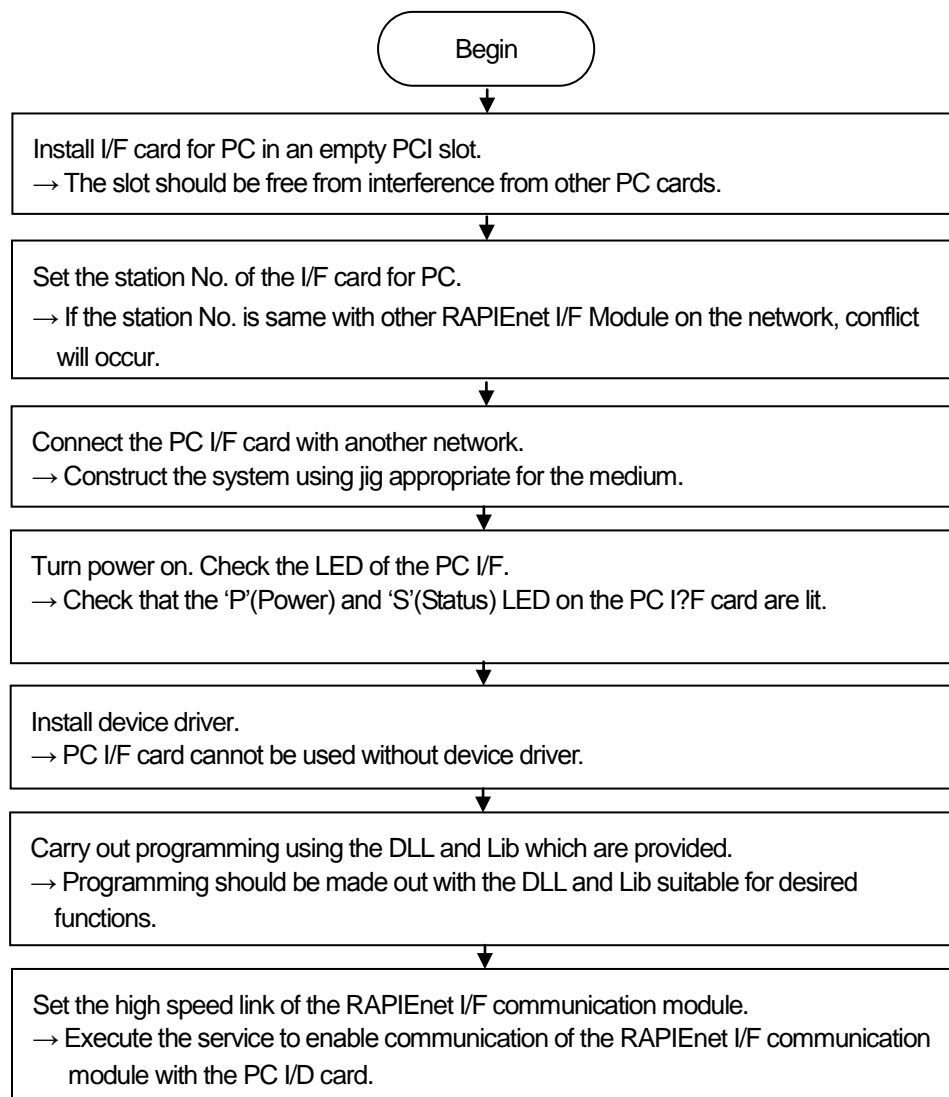 Begin
Install I/F card for PC in an empty PCI slot.
→ The slot should be free from interference from other PC cards.
Set the station No. of the I/F card for PC.
→ If the station No. is same with other RAPIEnet I/F Module on the network, conflict
will occur.
Connect the PC I/F card with another network.
→ Construct the system using jig appropriate for the medium.
Turn power on. Check the LED of the PC I/F.
→ Check that the ‘P’(Power) and ‘S’(Status) LED on the PC I?F card are lit.
Install device driver.
→ PC I/F card cannot be used without device driver.
Carry out programming using the DLL and Lib which are provided.
→ Programming should be made out with the DLL and Lib suitable for desired
functions.
Set the high speed link of the RAPIEnet I/F communication module.
→ Execute the service to enable communication of the RAPIEnet I/F communication
module with the PC I/D card.